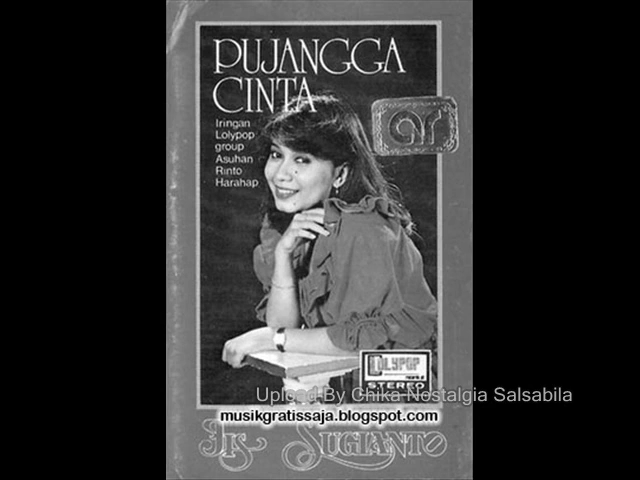 PUJANGGA
CINTA
Iringan
Lolypop
group
Asuhan
Rinto
Harahap
ar
LOLYPOP
STEREO
Upload By Chika Nostalgia Salsabila
musikgratissaja.blogspot.com
Iis Sugianto